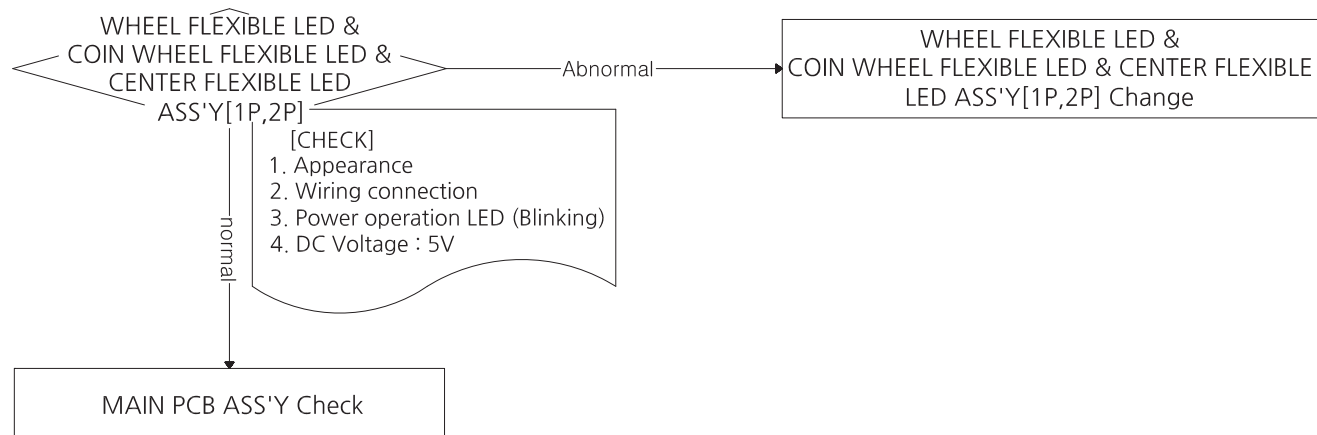 WHEEL FLEXIBLE LED &
COIN WHEEL FLEXIBLE LED &
CENTER FLEXIBLE LED
ASS'Y[1P,2P]
Abnormal
WHEEL FLEXIBLE LED &
COIN WHEEL FLEXIBLE LED & CENTER FLEXIBLE
LED ASS'Y[1P,2P] Change
[CHECK]
1. Appearance
2. Wiring connection
3. Power operation LED (Blinking)
4. DC Voltage : 5V
normal
MAIN PCB ASS'Y Check